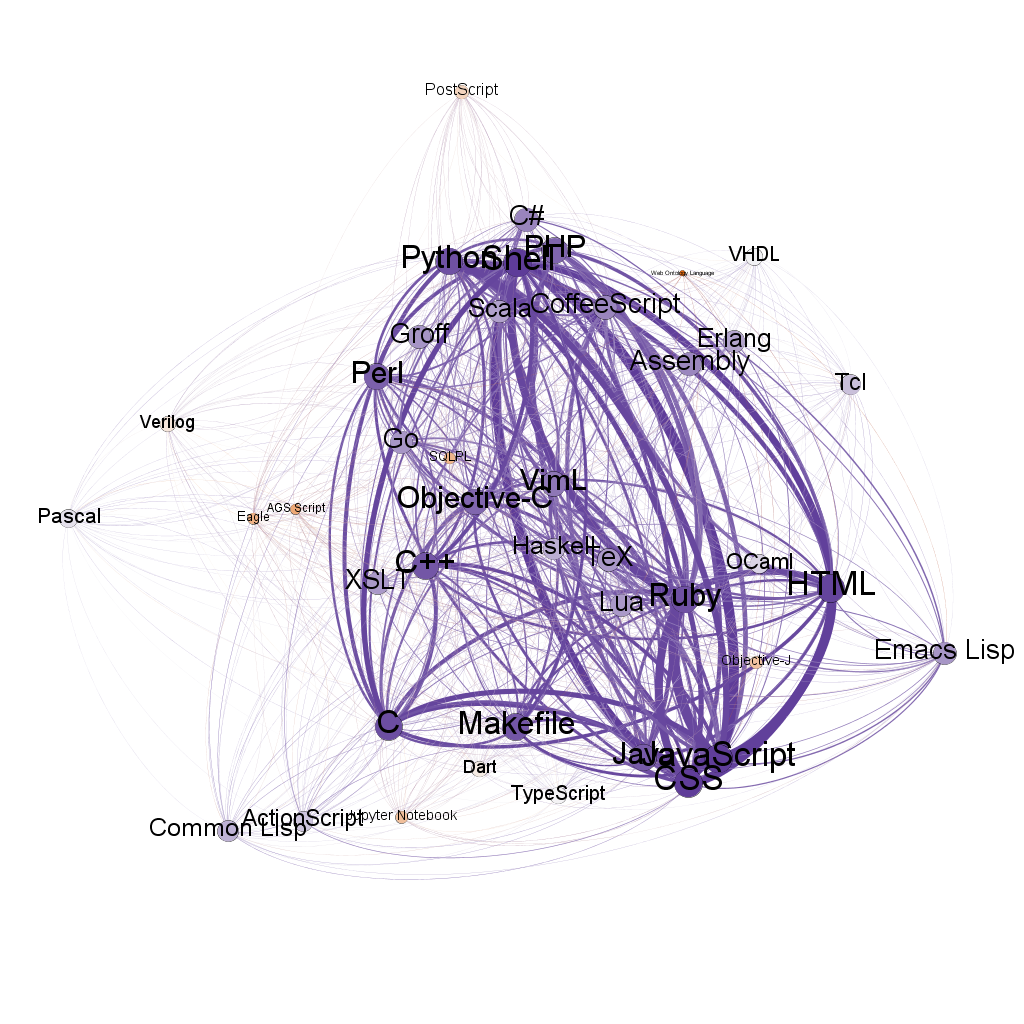 PostScript
C#
PHP
Python
Shell
VHDL
Web Ontology Language
Scala
CoffeeScript
Groff
Erlang
Assembly
Perl
Tcl
Verilog
Go
SQLPL
VimL
Objective-C
AGS Script
Eagle
Pascal
Haskell
TeX
C++
OCaml
XSLT
HTML
Ruby
Lua
Emacs Lisp
Objective-J
C
Makefile
Java
JavaScript
Dart
CSS
TypeScript
Jupyter Notebook
ActionScript
Common Lisp